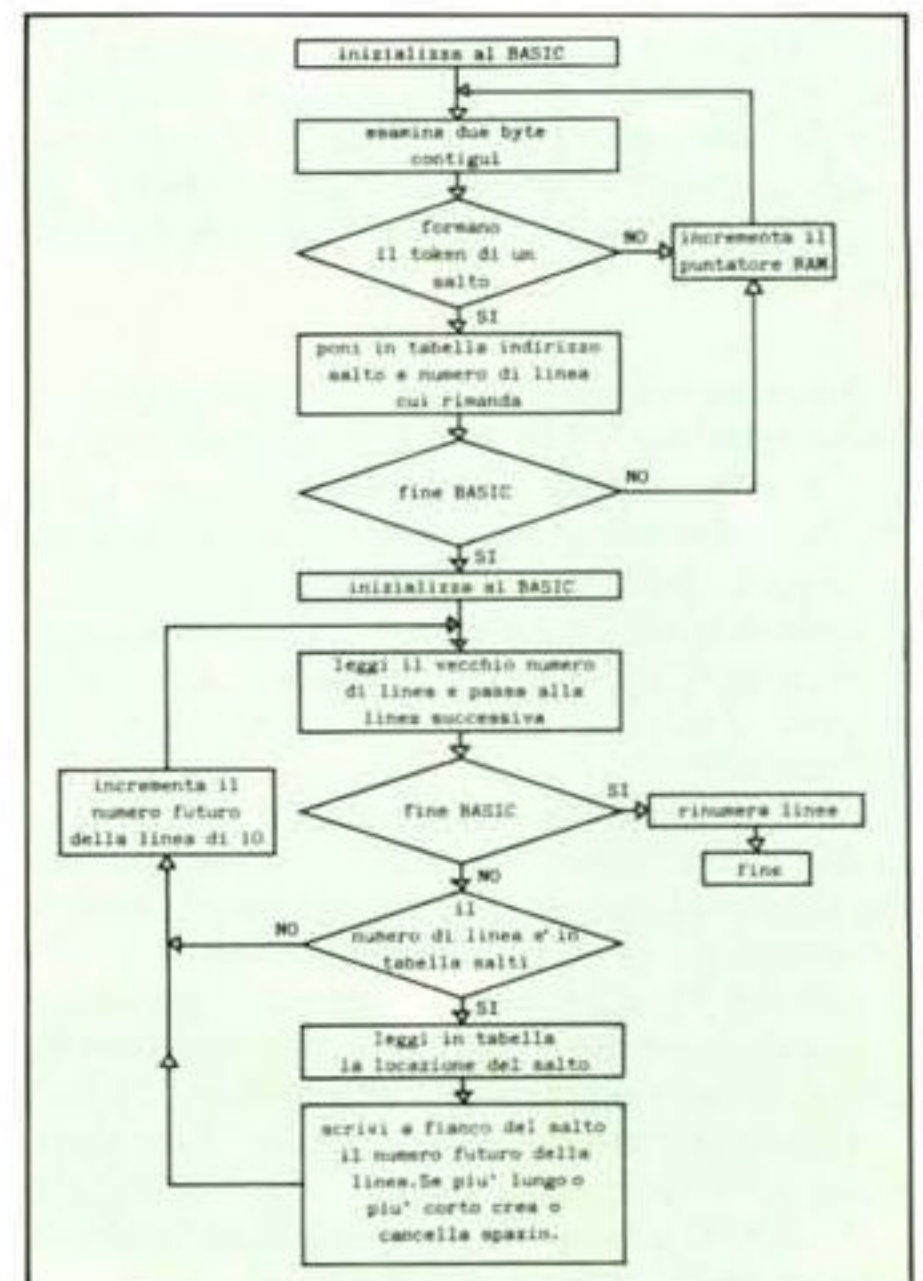 inizializza al BASIC
esamina due byte
contigui
formano
il token di un
salto
NO
incrementa il
puntatore RAM
SI
poni in tabella indirizzo
salto e numero di linea
cui rimanda
fine BASIC
NO
SI
inizializza al BASIC
leggi il vecchio numero
di linea e passa alla
linea successiva
incrementa il
numero futuro
della linea di 10
fine BASIC
SI
rinumera linee
fine
NO
il
numero di linea e' in
tabella salti
NO
SI
leggi in tabella
la locazione del salto
scrivi a fianco del salto
il numero futuro della
linea.Se piu' lungo o
piu' corto crea o
cancella spazio.